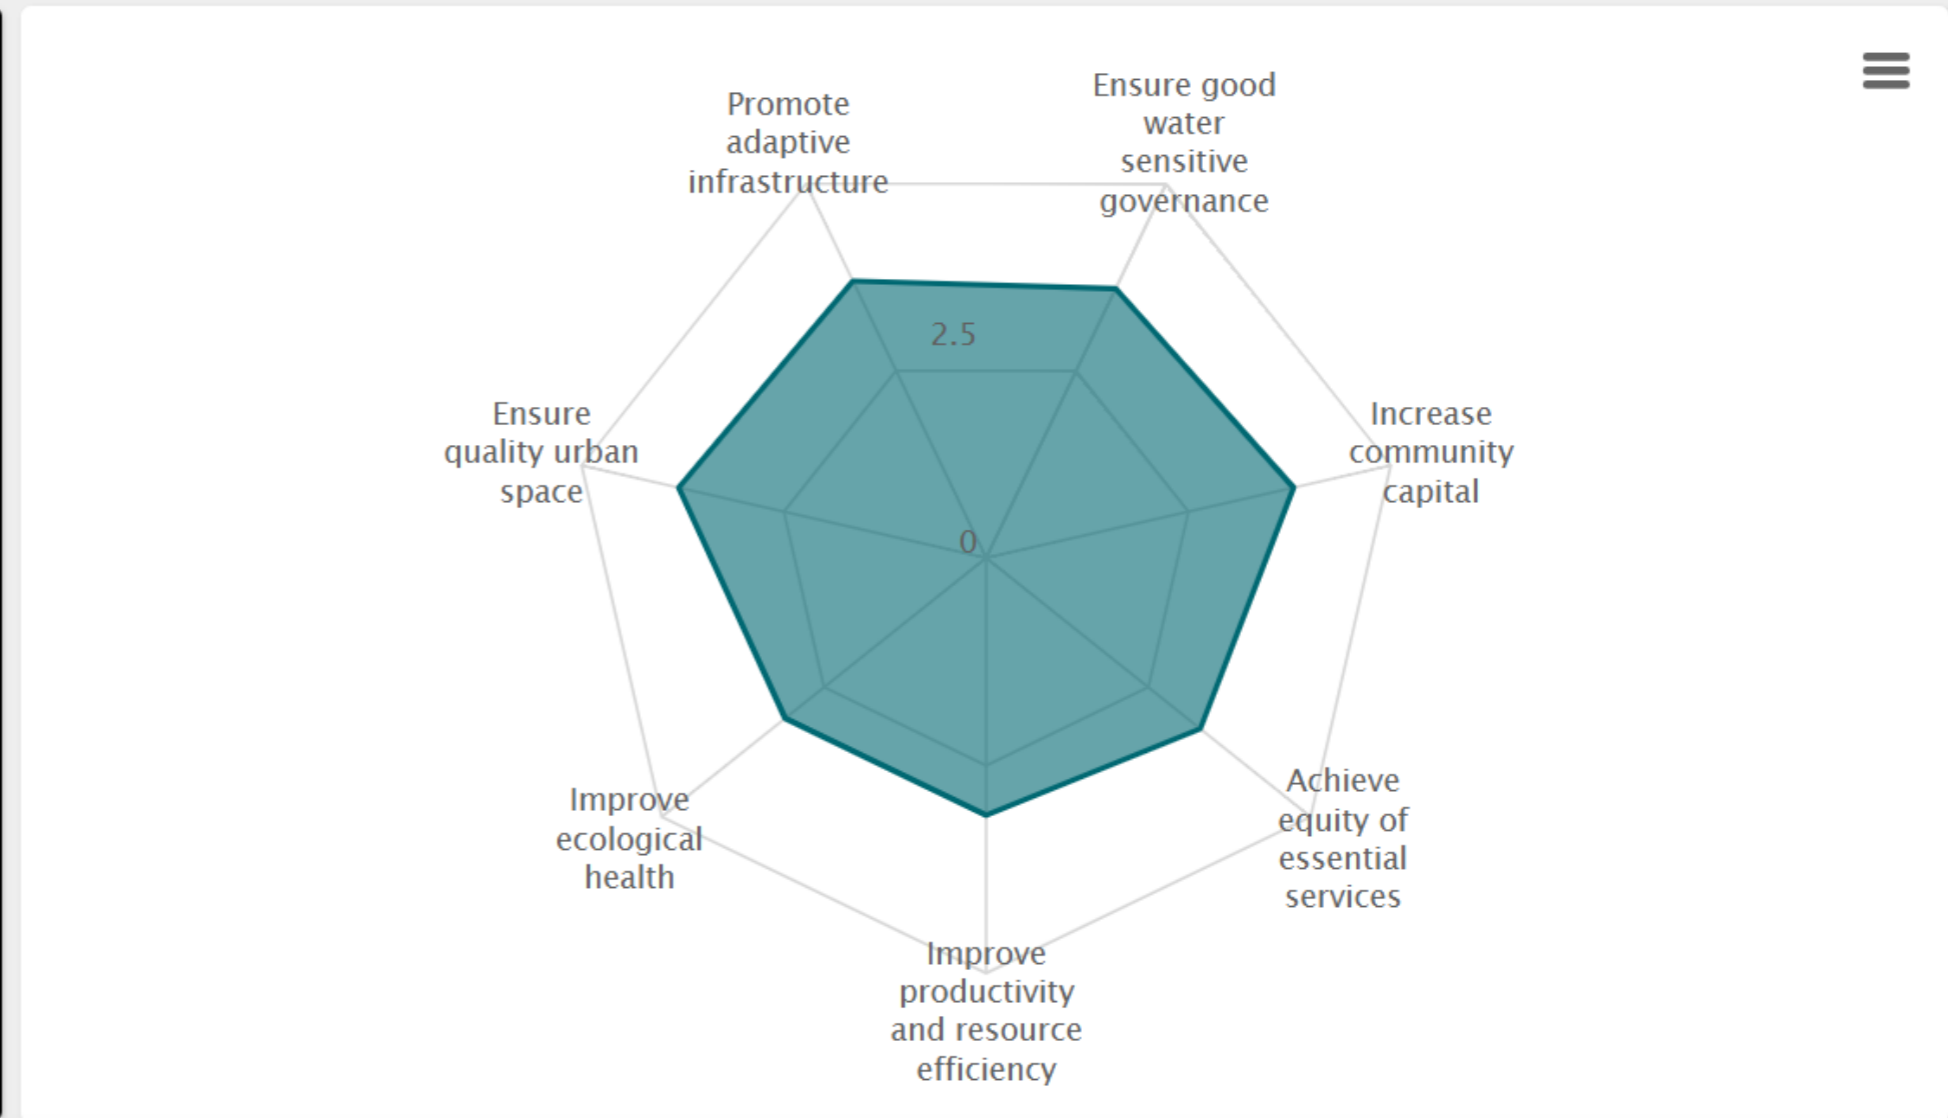 Ensure good
water
sensitive
governance
Increase
community
capital
Achieve
equity of
essential
services
Improve
productivity
and resource
efficiency
Improve
ecological
health
Ensure
quality urban
space
Promote
adaptive
infrastructure
2.5
0